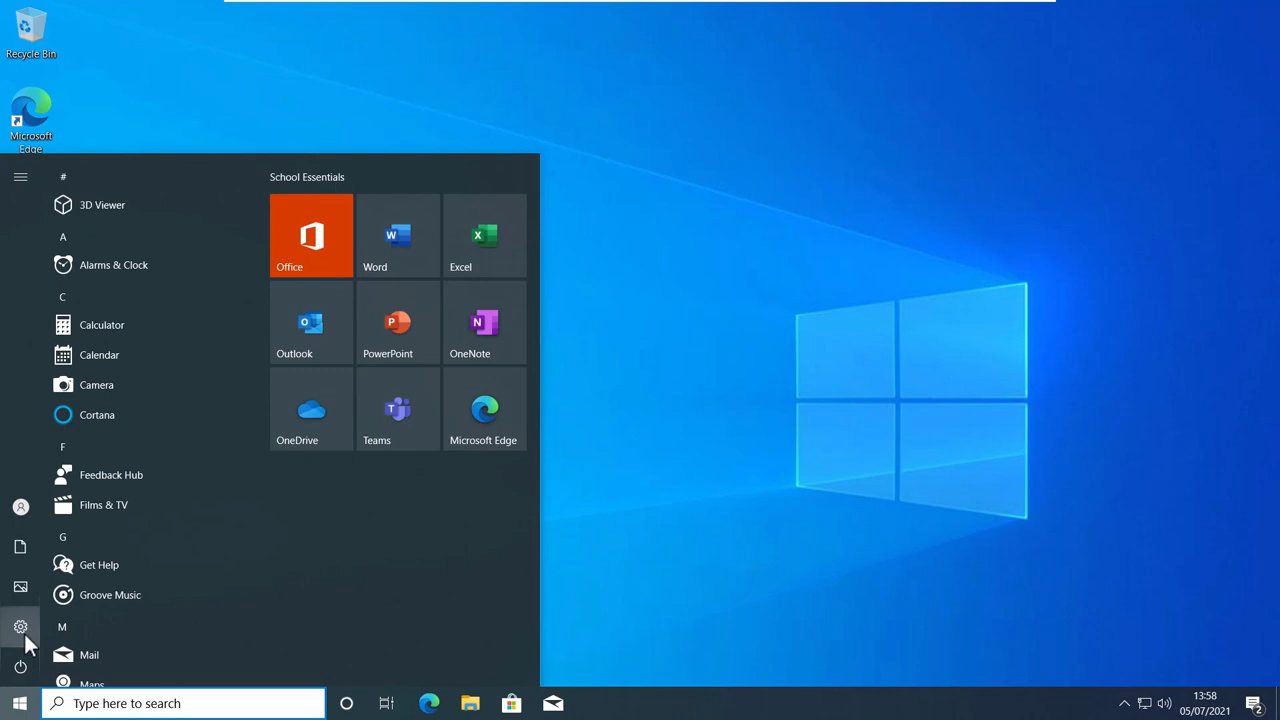 Recycle Bin
Microsoft
Edge
#
3D Viewer
A
Alarms & Clock
C
Calculator
Calendar
Camera
Cortana
F
Feedback Hub
Films & TV
G
Get Help
Groove Music
M
Mail
Maps
School Essentials
Office
W
Word
X
Excel
O
Outlook
P
PowerPoint
N
OneNote
OneDrive
T
Teams
Microsoft Edge
Type here to search
13:58
05/07/2021
2